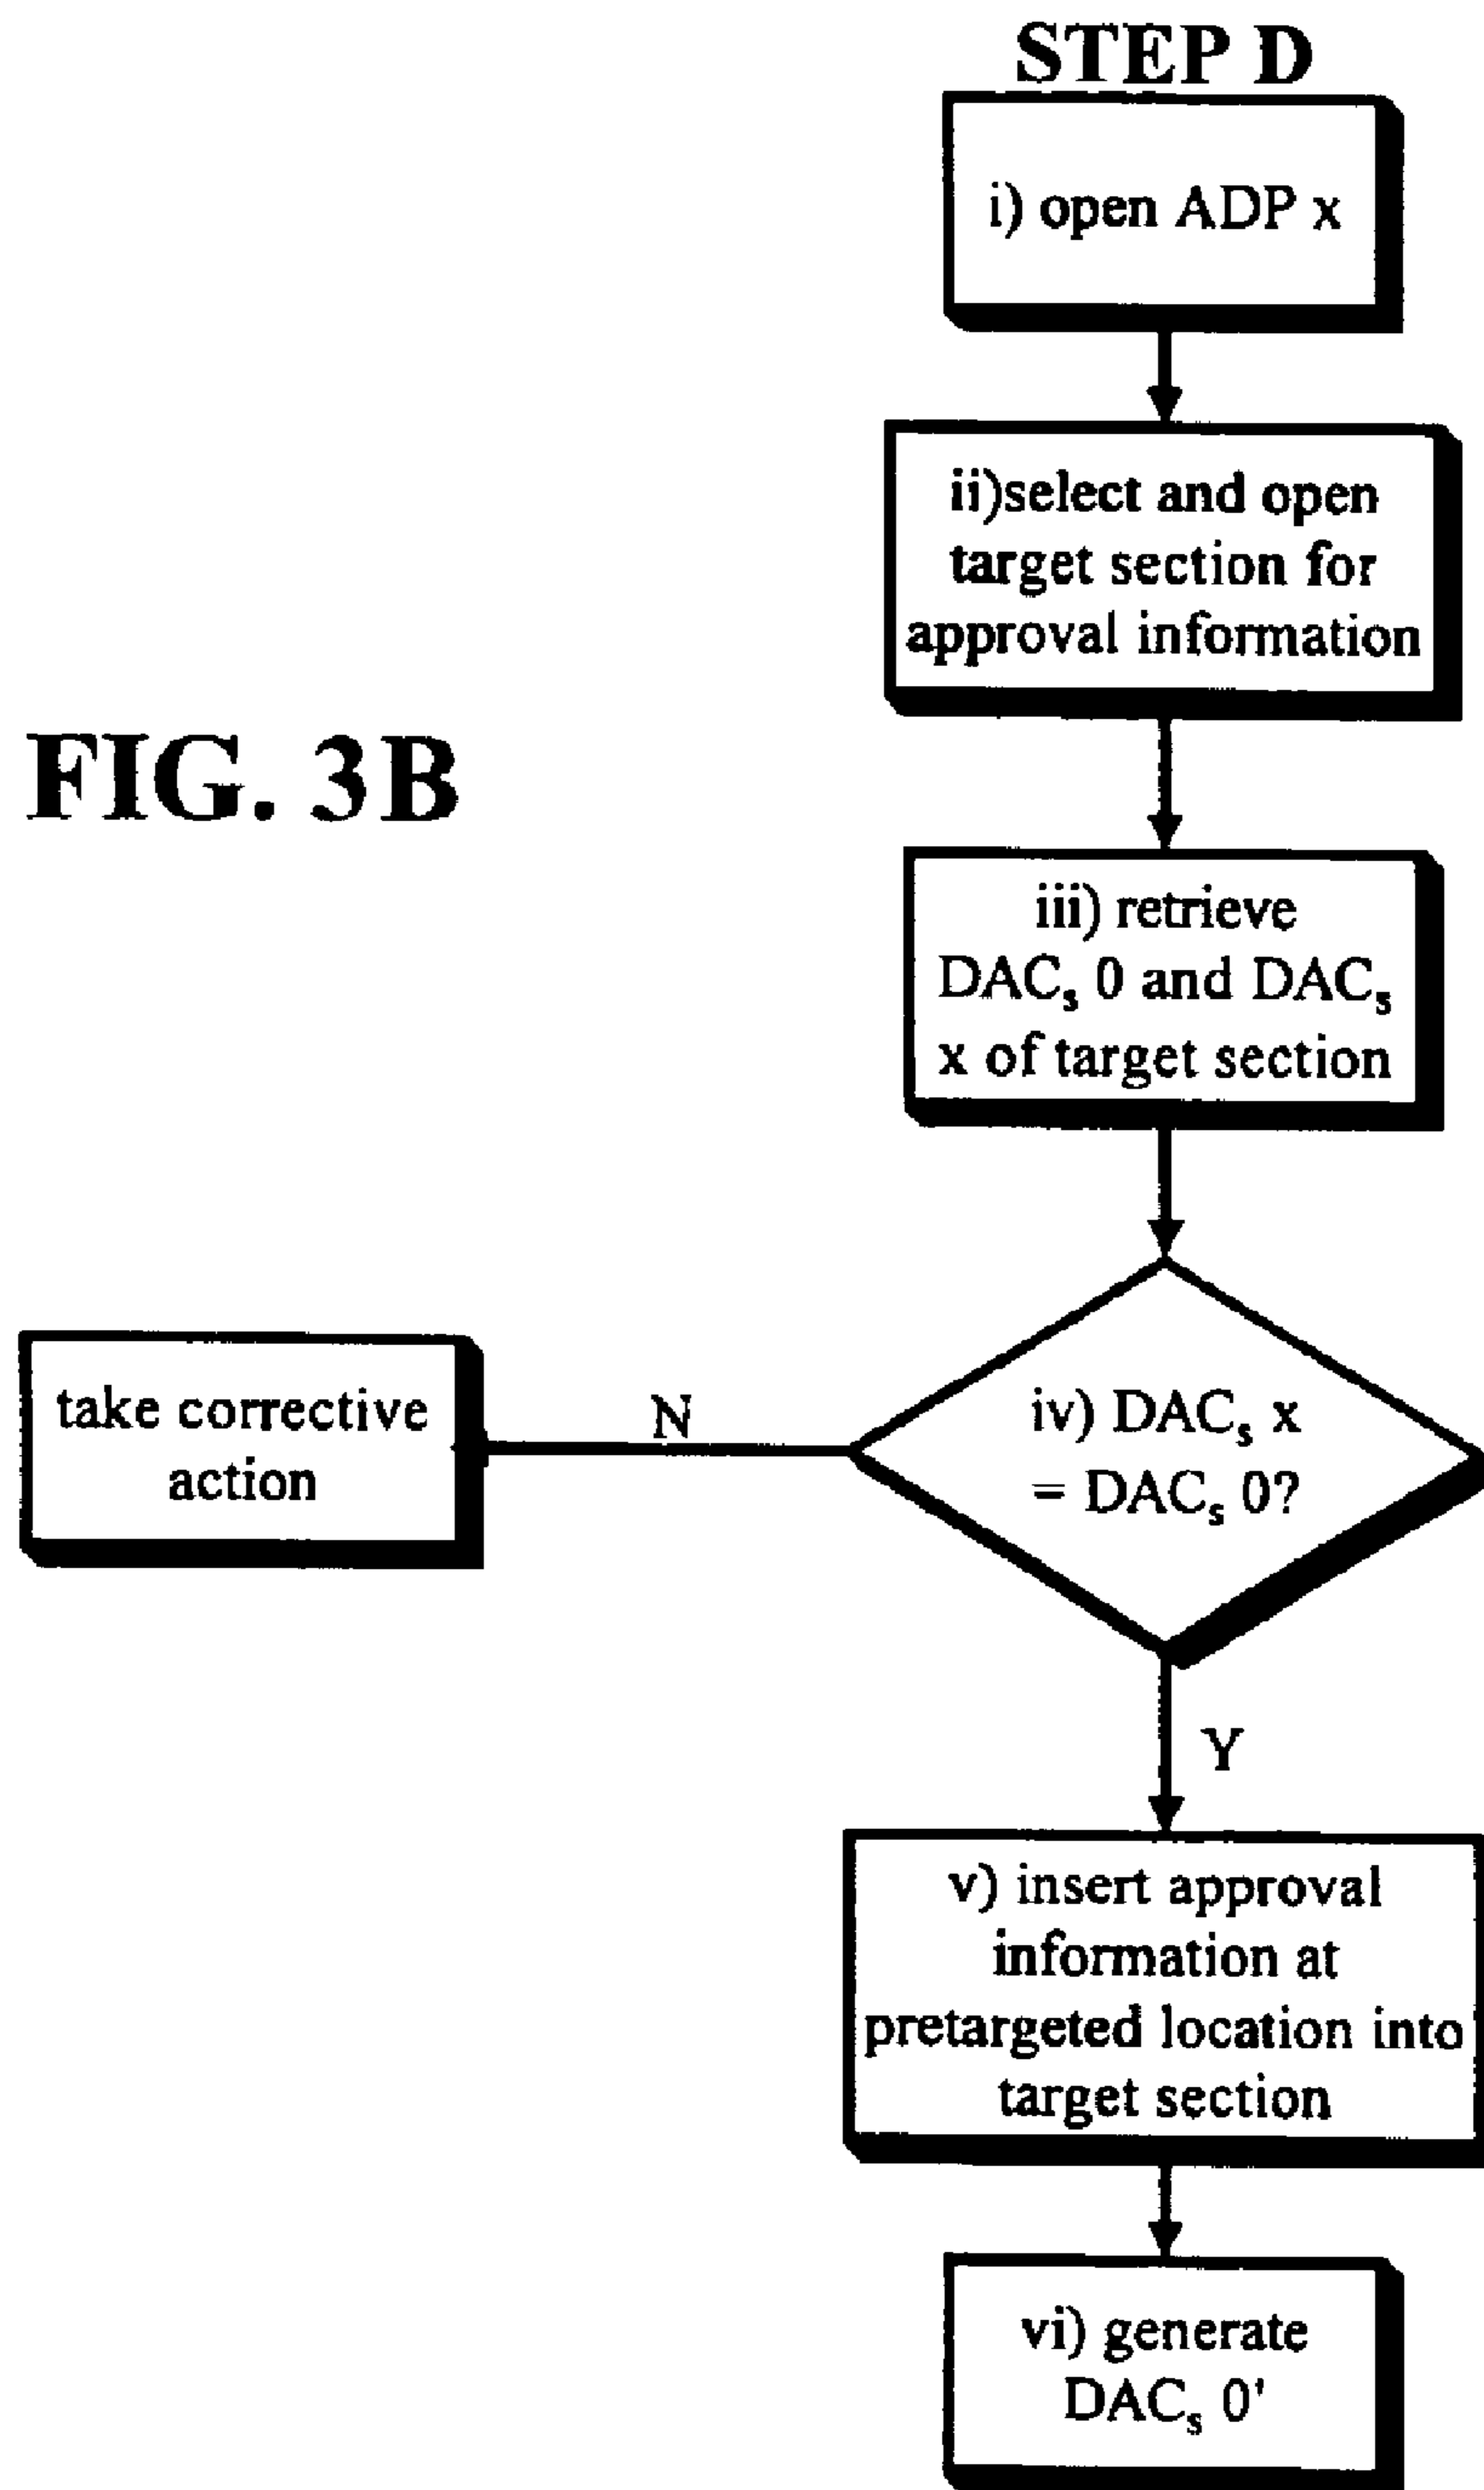 STEP D
i) open ADP x
ii)select and open
target section for
approval information
FIG. 3B
iii) retrieve
DACₛ 0 and DACₛ
x of target section
take corrective
action
N
iv) DACₛ x
= DACₛ 0?
Y
v) insert approval
information at
pretargeted location into
target section
vi) generate
DACₛ 0'